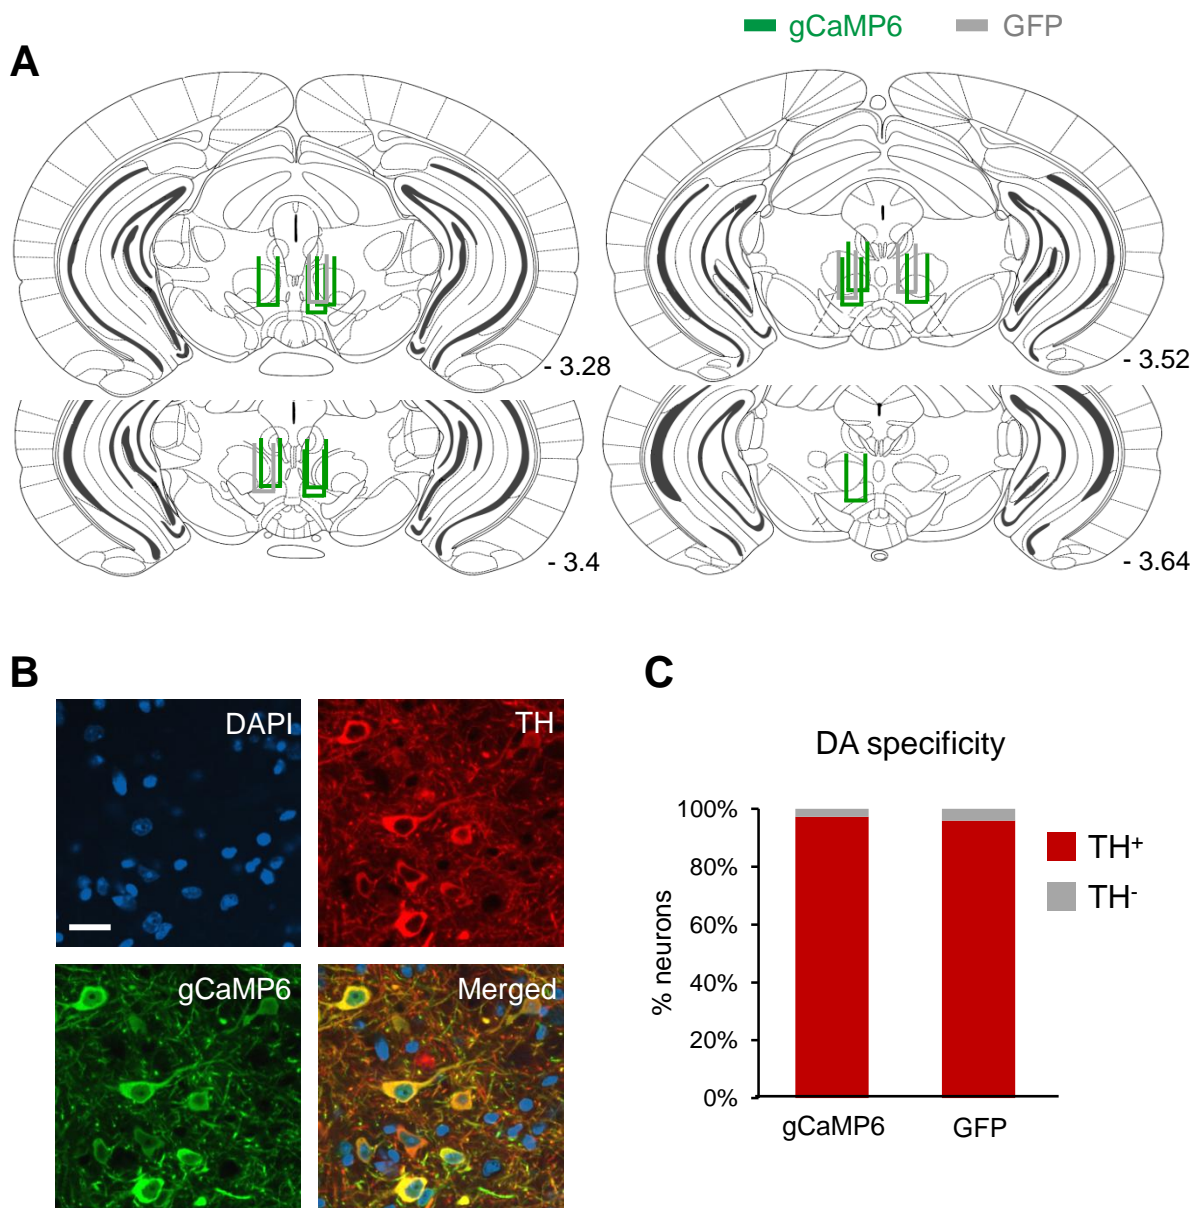 gCaMP6 GFP
A
- 3.28
- 3.52
- 3.4
- 3.64
B
DAPI
TH
gCaMP6
Merged
C
DA specificity
100%
80%
60%
40%
20%
0%
% neurons
gCaMP6 GFP
TH⁺
TH⁻